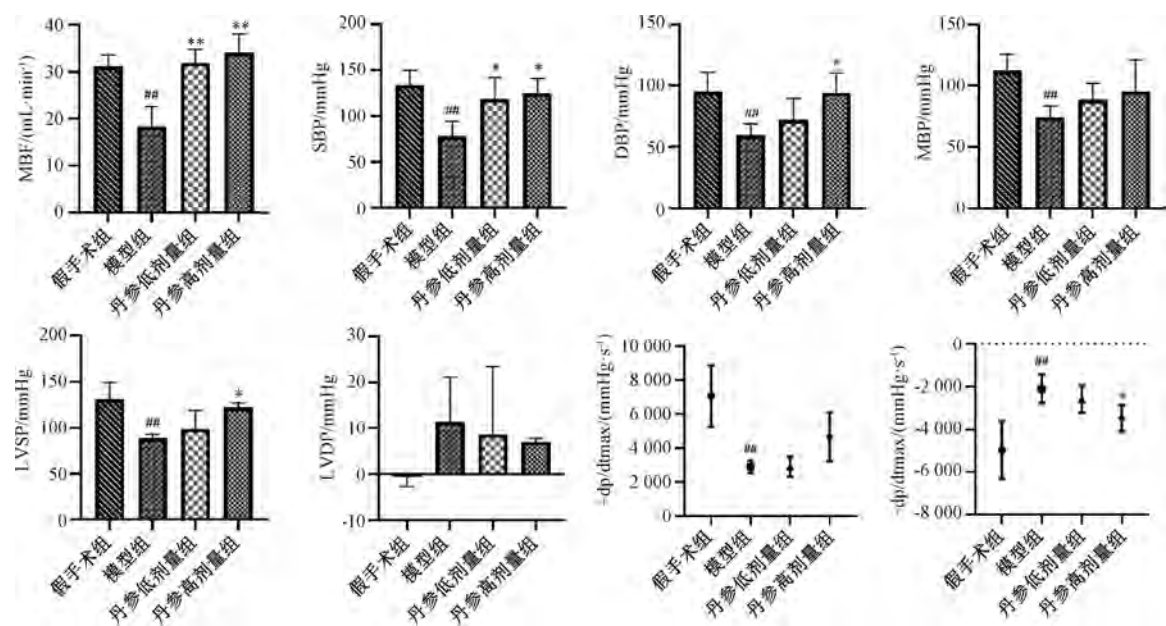 MBF/(mL·min⁻¹)
40
30
20
10
0
##
**
**
假手术组
模型组
丹参低剂量组
丹参高剂量组
SBP/mmHg
200
150
100
50
0
##
*
*
假手术组
模型组
丹参低剂量组
丹参高剂量组
DBP/mmHg
150
100
50
0
##
*
假手术组
模型组
丹参低剂量组
丹参高剂量组
MBP/mmHg
150
100
50
0
##
假手术组
模型组
丹参低剂量组
丹参高剂量组
LVSP/mmHg
200
150
100
50
0
##
*
假手术组
模型组
丹参低剂量组
丹参高剂量组
LVDP/mmHg
30
20
10
0
-10
假手术组
模型组
丹参低剂量组
丹参高剂量组
+dp/dtmax/(mmHg·s⁻¹)
10 000
8 000
6 000
4 000
2 000
0
##
假手术组
模型组
丹参低剂量组
丹参高剂量组
-dp/dtmax/(mmHg·s⁻¹)
0
-2 000
-4 000
-6 000
-8 000
##
*
假手术组
模型组
丹参低剂量组
丹参高剂量组